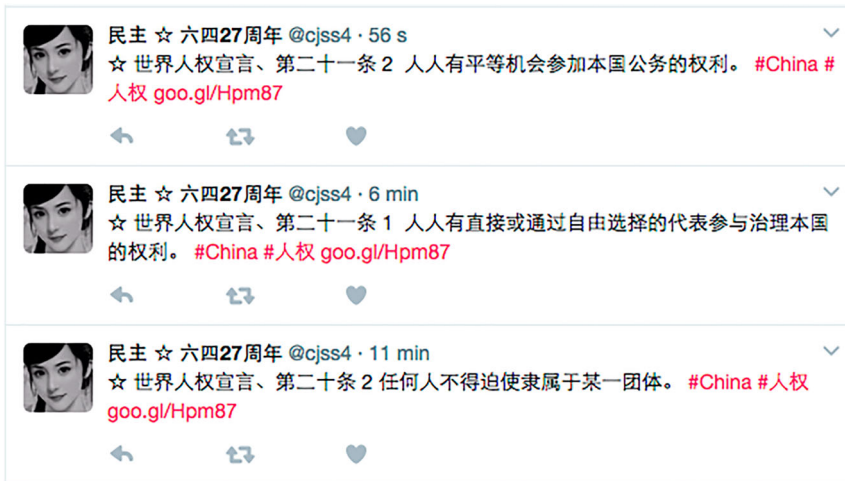 民主 ☆ 六四27周年 @cjss4 · 56 s
☆ 世界人权宣言、第二十一条 2 人人有平等机会参加本国公务的权利。 #China #
人权 goo.gl/Hpm87
民主 ☆ 六四27周年 @cjss4 · 6 min
☆ 世界人权宣言、第二十一条 1 人人有直接或通过自由选择的代表参与治理本国
的权利。 #China #人权 goo.gl/Hpm87
民主 ☆ 六四27周年 @cjss4 · 11 min
☆ 世界人权宣言、第二十条 2 任何人不得迫使隶属于某一团体。 #China #人权
goo.gl/Hpm87